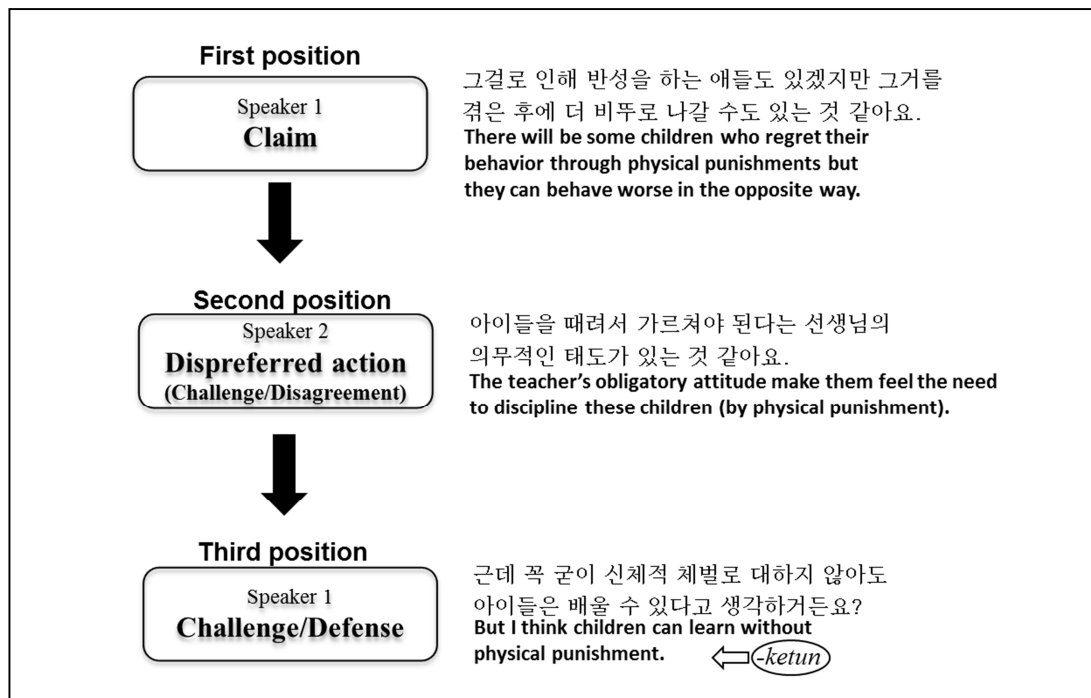 First position
Speaker 1
Claim
그걸로 인해 반성을 하는 애들도 있겠지만 그거를
겪은 후에 더 비뚜로 나갈 수도 있는 것 같아요.
There will be some children who regret their
behavior through physical punishments but
they can behave worse in the opposite way.
Second position
Speaker 2
Dispreferred action
(Challenge/Disagreement)
아이들을 때려서 가르쳐야 된다는 선생님의
의무적인 태도가 있는 것 같아요.
The teacher’s obligatory attitude make them feel the need
to discipline these children (by physical punishment).
Third position
Speaker 1
Challenge/Defense
근데 꼭 굳이 신체적 체벌로 대하지 않아도
아이들은 배울 수 있다고 생각하거든요?
But I think children can learn without
physical punishment.
-ketun